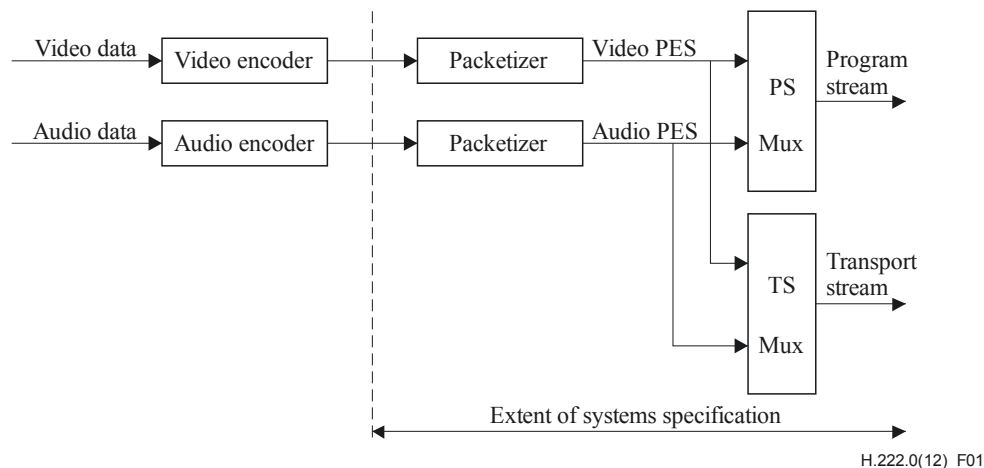 Video data
Video encoder
Packetizer
Video PES
PS
Mux
Program
stream
Audio data
Audio encoder
Packetizer
Audio PES
TS
Mux
Transport
stream
Extent of systems specification
H.222.0(12)_F01